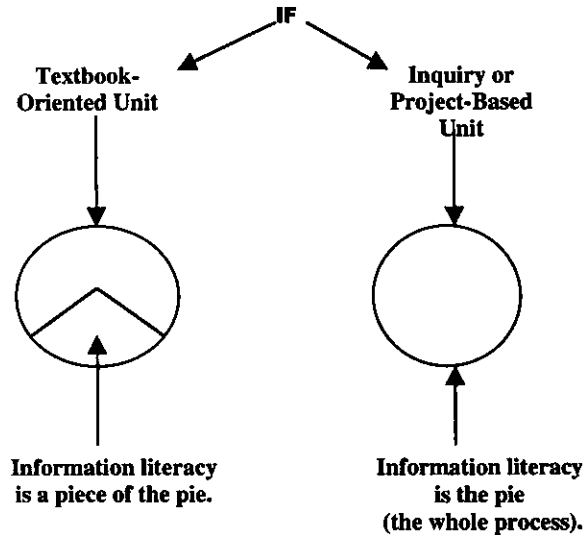 IF
Textbook-
Oriented Unit
Inquiry or
Project-Based
Unit
Information literacy
is a piece of the pie.
Information literacy
is the pie
(the whole process).